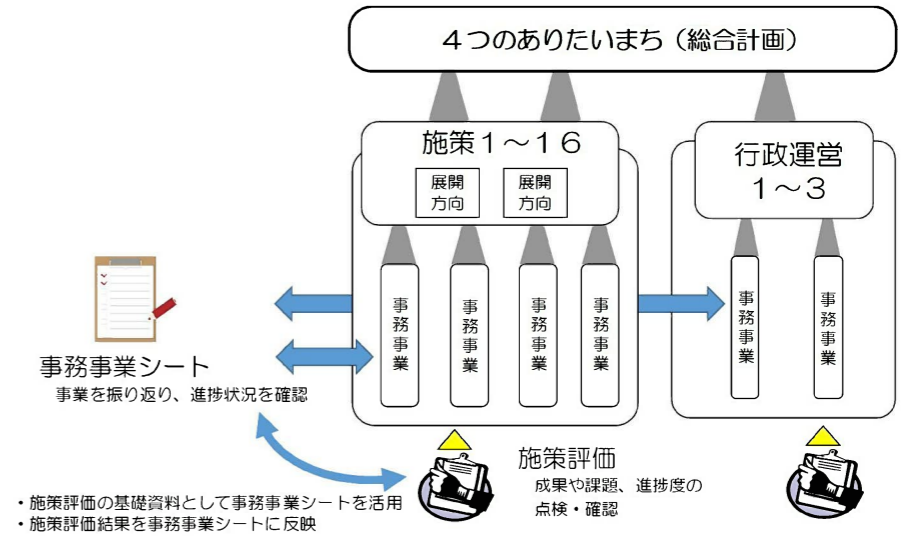 ４つのありたいまち（総合計画）
施策１～１６
展開
方向
展開
方向
行政運営
１～３
事務事業
事務事業
事務事業
事務事業
事務事業
事務事業
事務事業シート
事業を振り返り、進捗状況を確認
施策評価
成果や課題、進捗度の
点検・確認
・施策評価の基礎資料として事務事業シートを活用
・施策評価結果を事務事業シートに反映